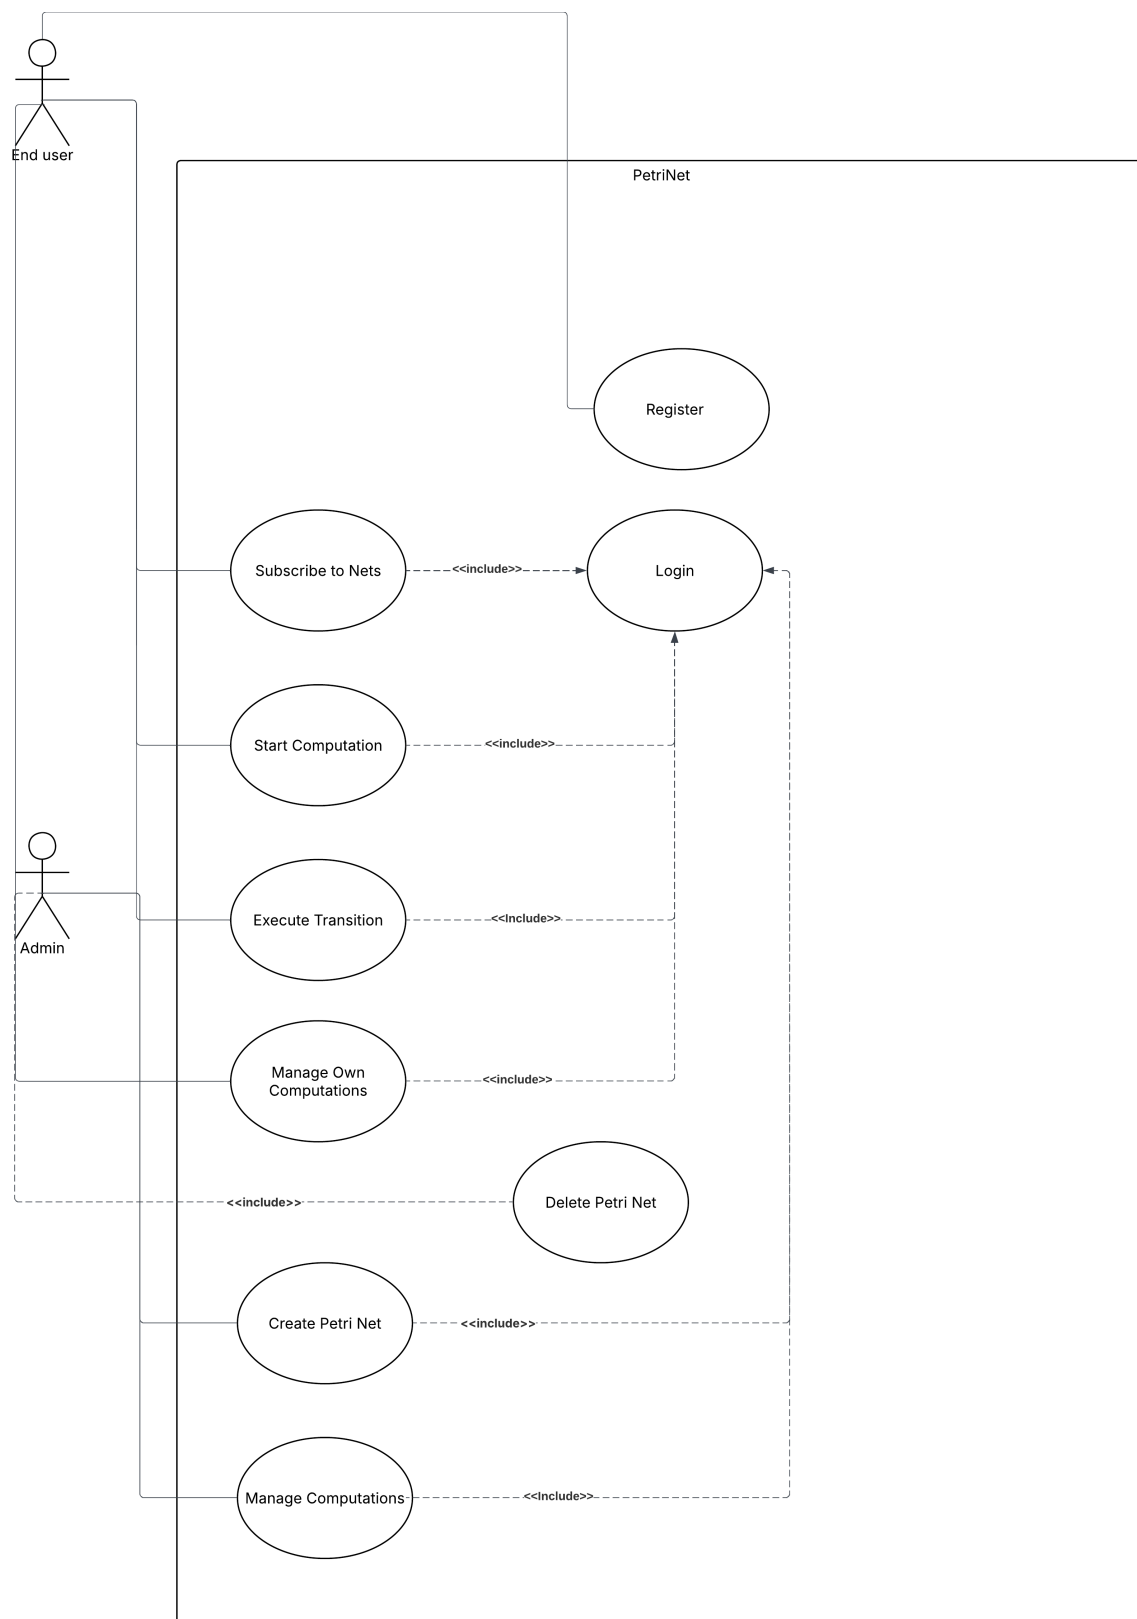 End user
PetriNet
Register
Subscribe to Nets
<<include>>
Login
Start Computation
<<include>>
Execute Transition
<<Include>>
Admin
Manage Own
Computations
<<include>>
<<include>>
Delete Petri Net
Create Petri Net
<<include>>
Manage Computations
<<Include>>